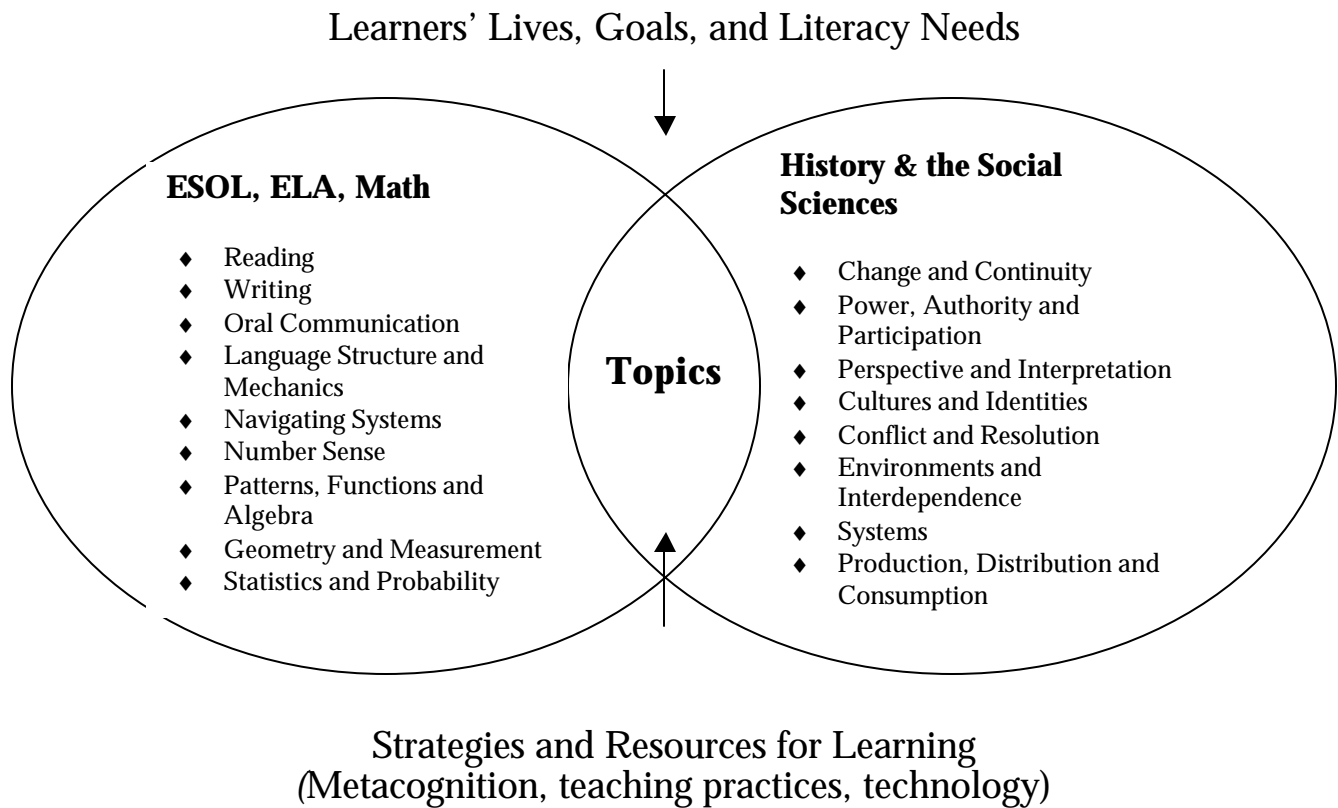 Learners’ Lives, Goals, and Literacy Needs
ESOL, ELA, Math
♦ Reading
♦ Writing
♦ Oral Communication
♦ Language Structure and
Mechanics
♦ Navigating Systems
♦ Number Sense
♦ Patterns, Functions and
Algebra
♦ Geometry and Measurement
♦ Statistics and Probability
Topics
History & the Social
Sciences
♦ Change and Continuity
♦ Power, Authority and
Participation
♦ Perspective and Interpretation
♦ Cultures and Identities
♦ Conflict and Resolution
♦ Environments and
Interdependence
♦ Systems
♦ Production, Distribution and
Consumption
Strategies and Resources for Learning
(Metacognition, teaching practices, technology)